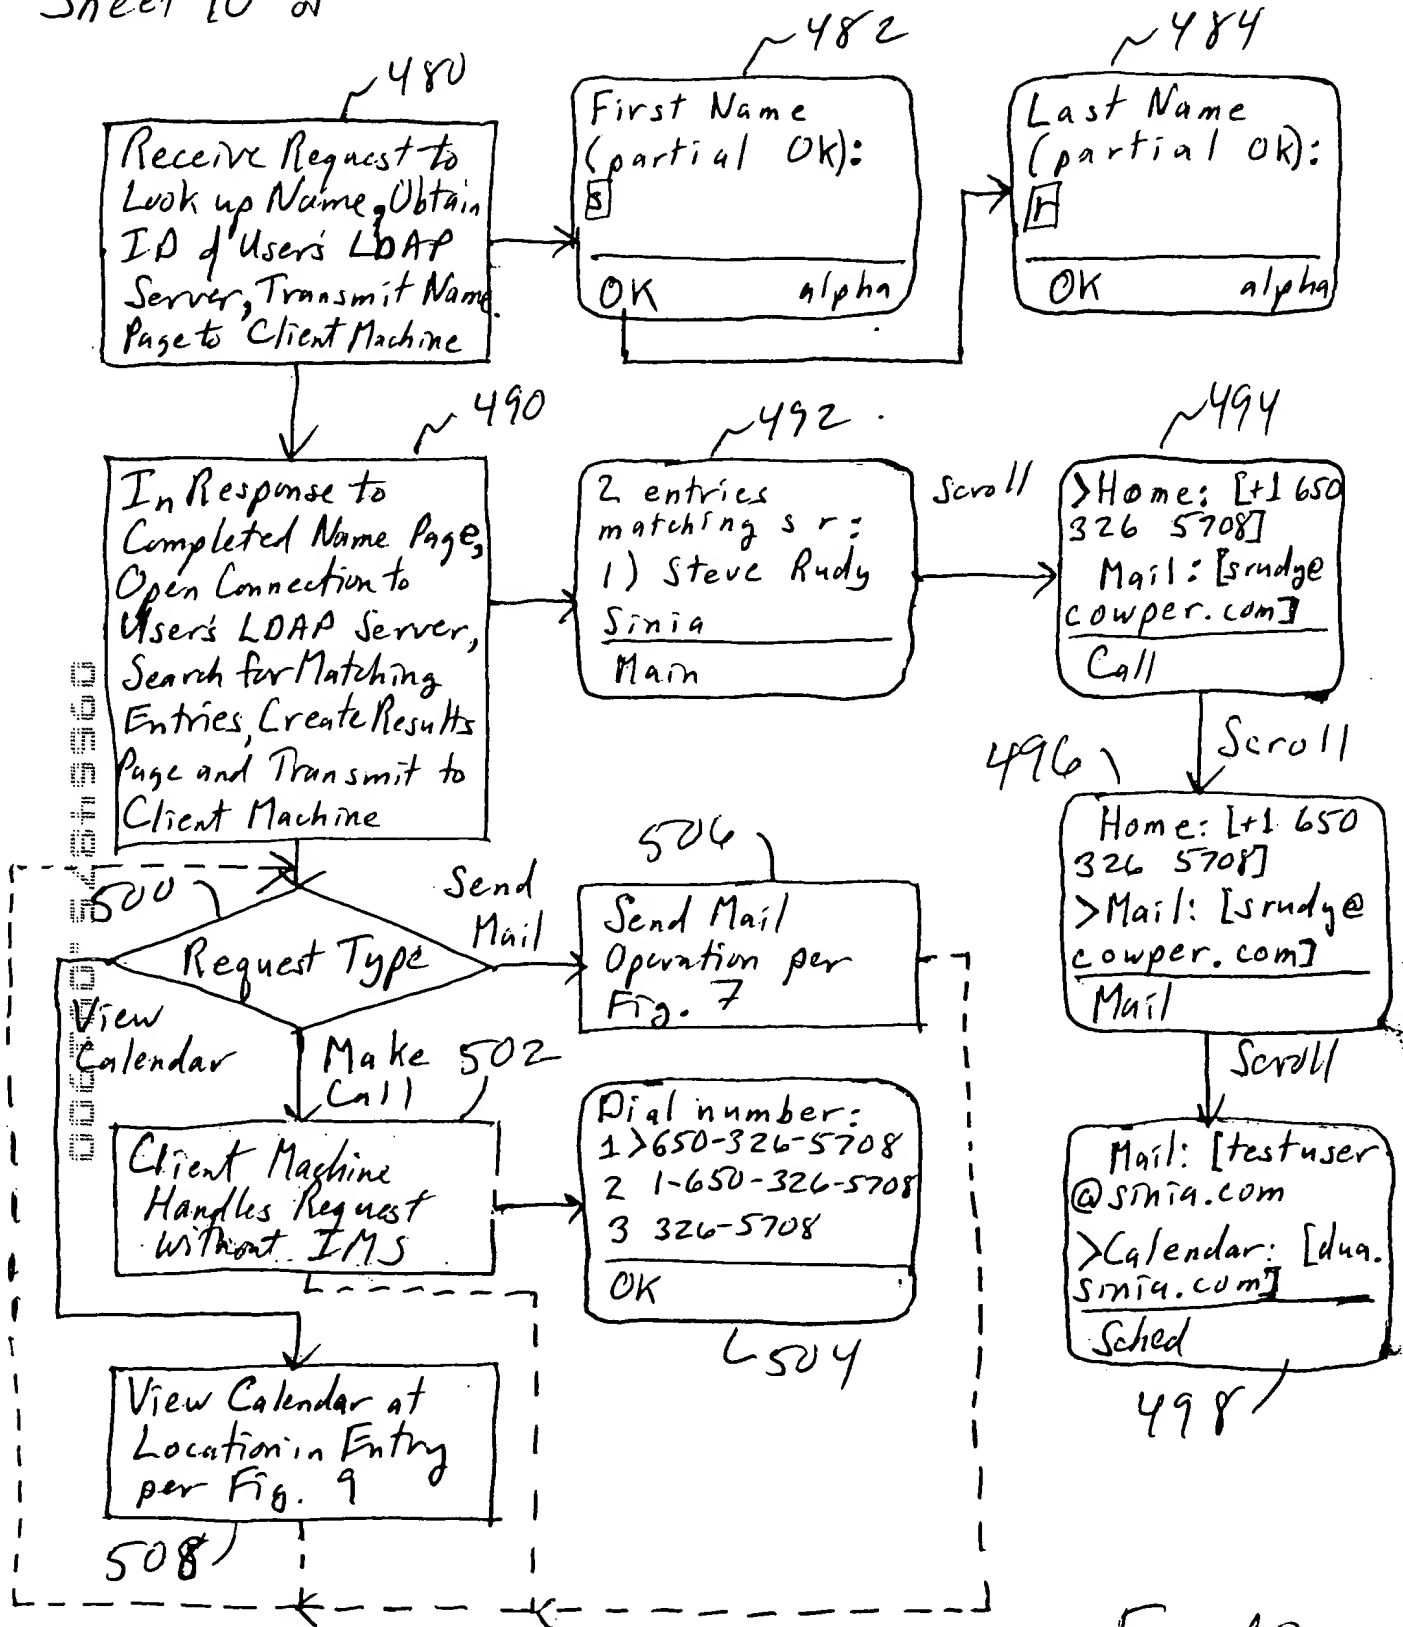 Sheet 10 of
480
Receive Request to
Look up Name, Obtain
ID of User's LDAP
Server, Transmit Name
Page to Client Machine
482
First Name
(partial OK):
s
OK alpha
484
Last Name
(partial OK):
r
OK alpha
490
In Response to
Completed Name Page,
Open Connection to
User's LDAP Server,
Search for Matching
Entries, Create Results
Page and Transmit to
Client Machine
492
2 entries
matching s r:
1) Steve Rudy
Sinia
Main
Scroll
494
>Home: [+1 650
326 5708]
Mail: [srudy@
cowper.com]
Call
Scroll
496
Home: [+1 650
326 5708]
>Mail: [srudy@
cowper.com]
Mail
Scroll
Mail: [testuser
@sinia.com
>Calendar: [dua.
sinia.com]
Sched
498
500
Request Type
Send
Mail
506
Send Mail
Operation per
Fig. 7
View
Calendar
Make
Call
502
Client Machine
Handles Request
without IMS
Dial number:
1>650-326-5708
2 1-650-326-5708
3 326-5708
OK
504
View Calendar at
Location in Entry
per Fig. 9
508